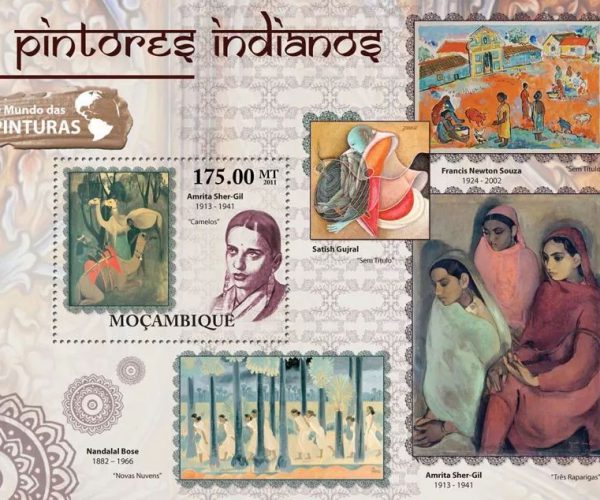 Pintores Indianos
Mundo das
PINTURAS
175.00 MT
2011
Amrita Sher-Gil
1913 - 1941
"Camelos"
MOÇAMBIQUE
Satish Gujral
"Sem Título"
Francis Newton Souza
1924 - 2002
"Sem Título
Nandalal Bose
1882 – 1966
"Novas Nuvens"
Amrita Sher-Gil
1913 - 1941
"Três Raparigas"